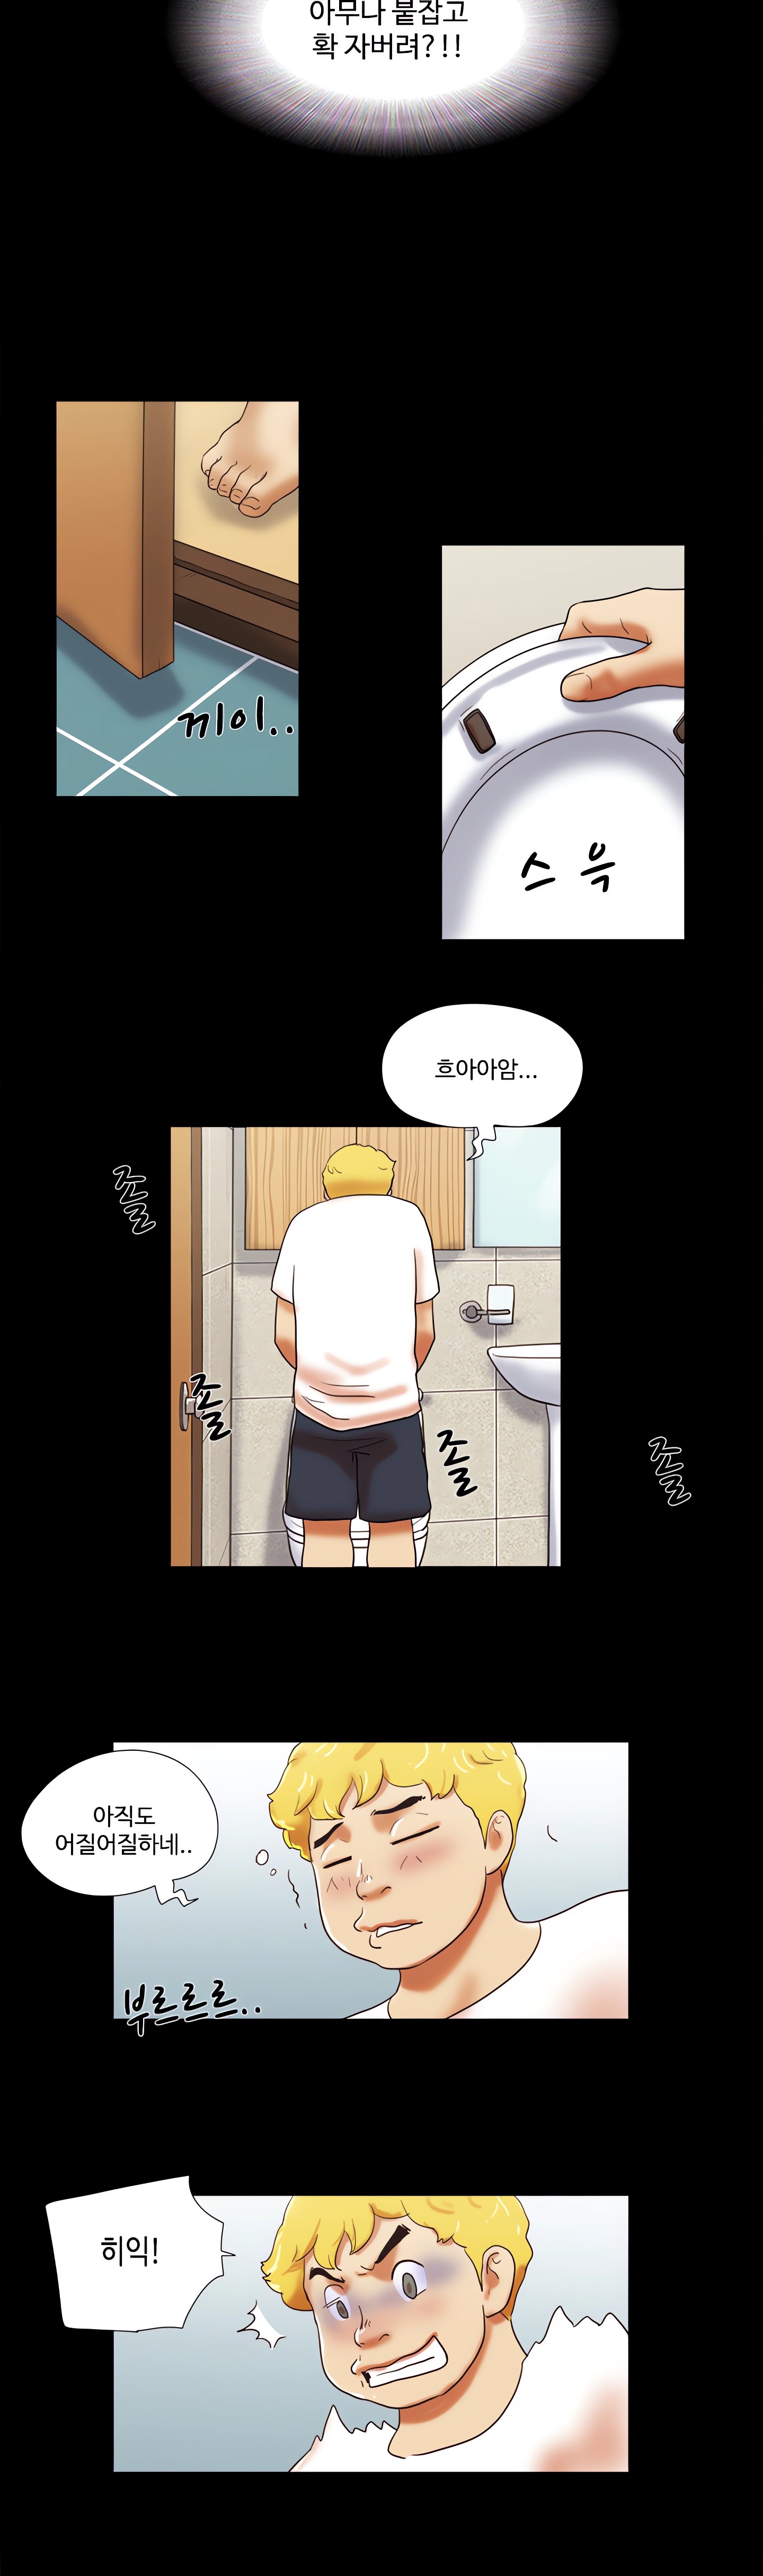 아무나 붙잡고
확 자버려?!!
끼이..
스윽
흐아아암...
졸
졸
졸
졸
아직도
어질어질하네..
부르르르..
히익!